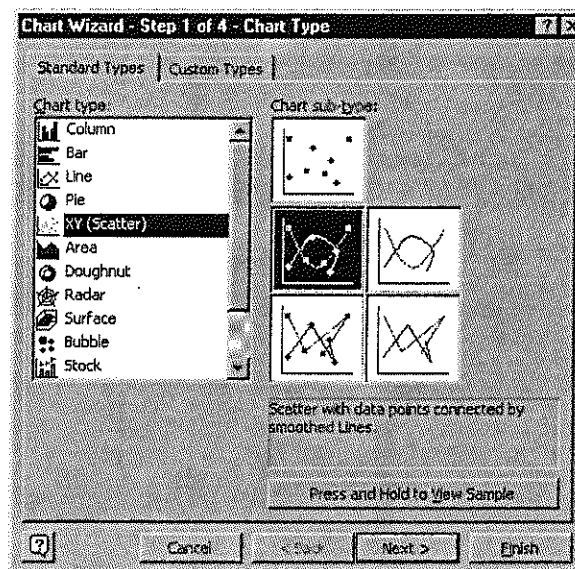 Chart Wizard - Step 1 of 4 - Chart Type
Standard Types
Custom Types
Chart type:
Column
Bar
Line
Pie
XY (Scatter)
Area
Doughnut
Radar
Surface
Bubble
Stock
Chart sub-type:
Scatter with data points connected by
smoothed Lines.
Press and Hold to View Sample
Cancel
< Back
Next >
Finish